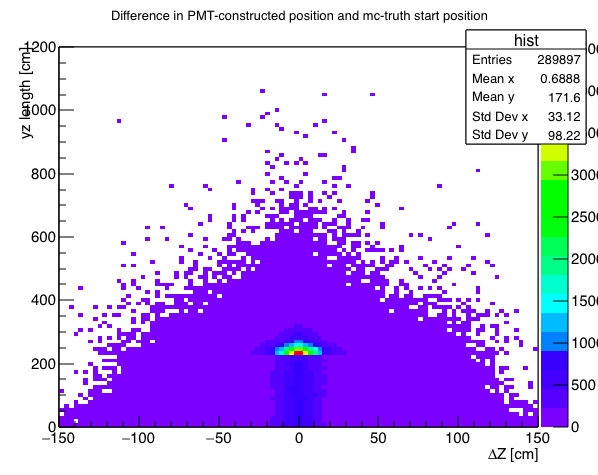 Difference in PMT-constructed position and mc-truth start position
hist
Entries 289897
Mean x 0.6888
Mean y 171.6
Std Dev x 33.12
Std Dev y 98.22
yz length [cm]
1200
1000
800
600
400
200
0
−150
−100
−50
0
50
100
150
ΔZ [cm]
3000
2500
2000
1500
1000
500
0